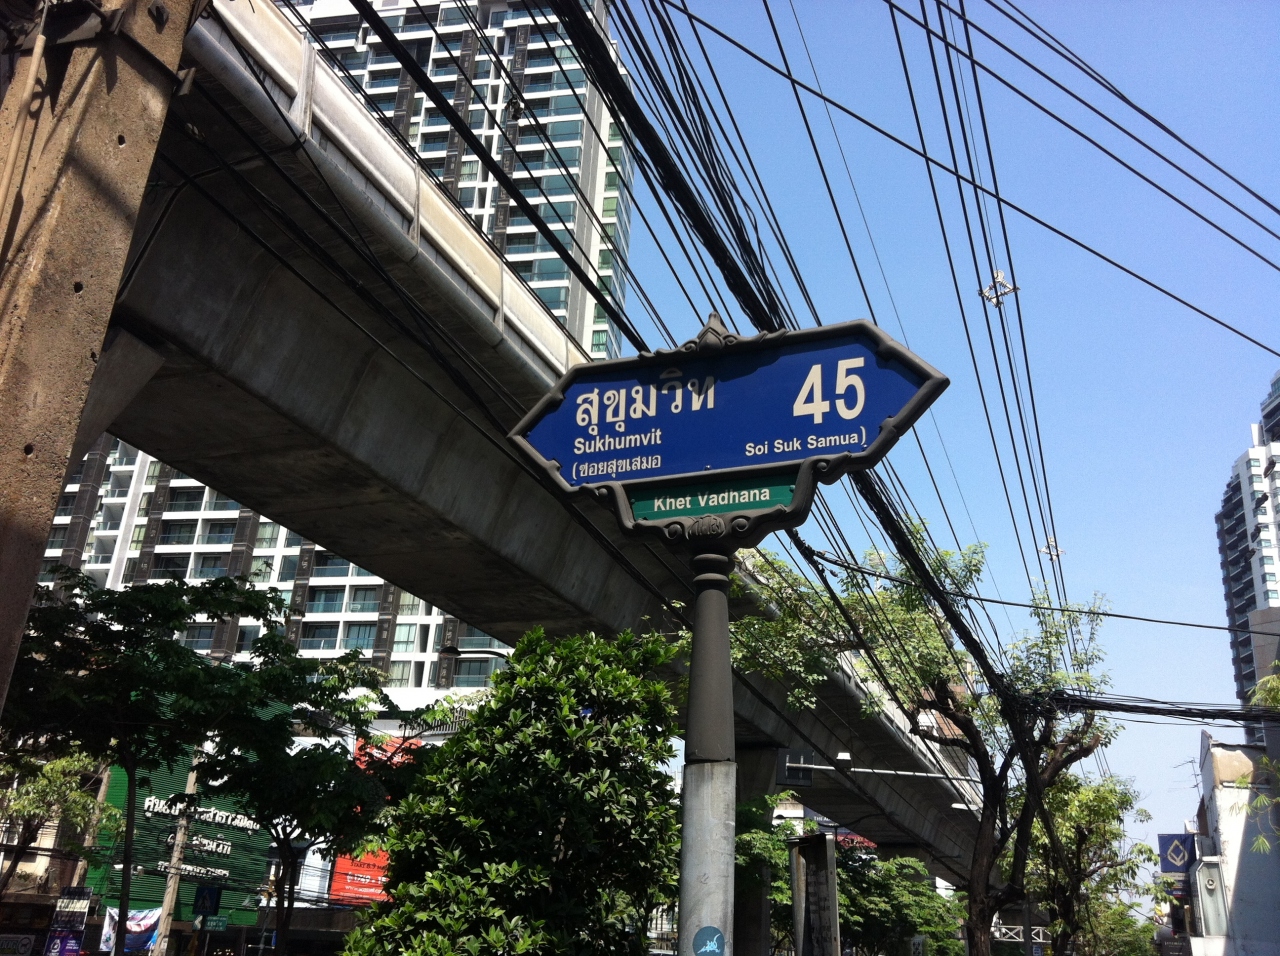 สุขุมวิท 45
Sukhumvit
Soi Suk Samua)
(ซอยสุขเสมอ
Khet Vadhana